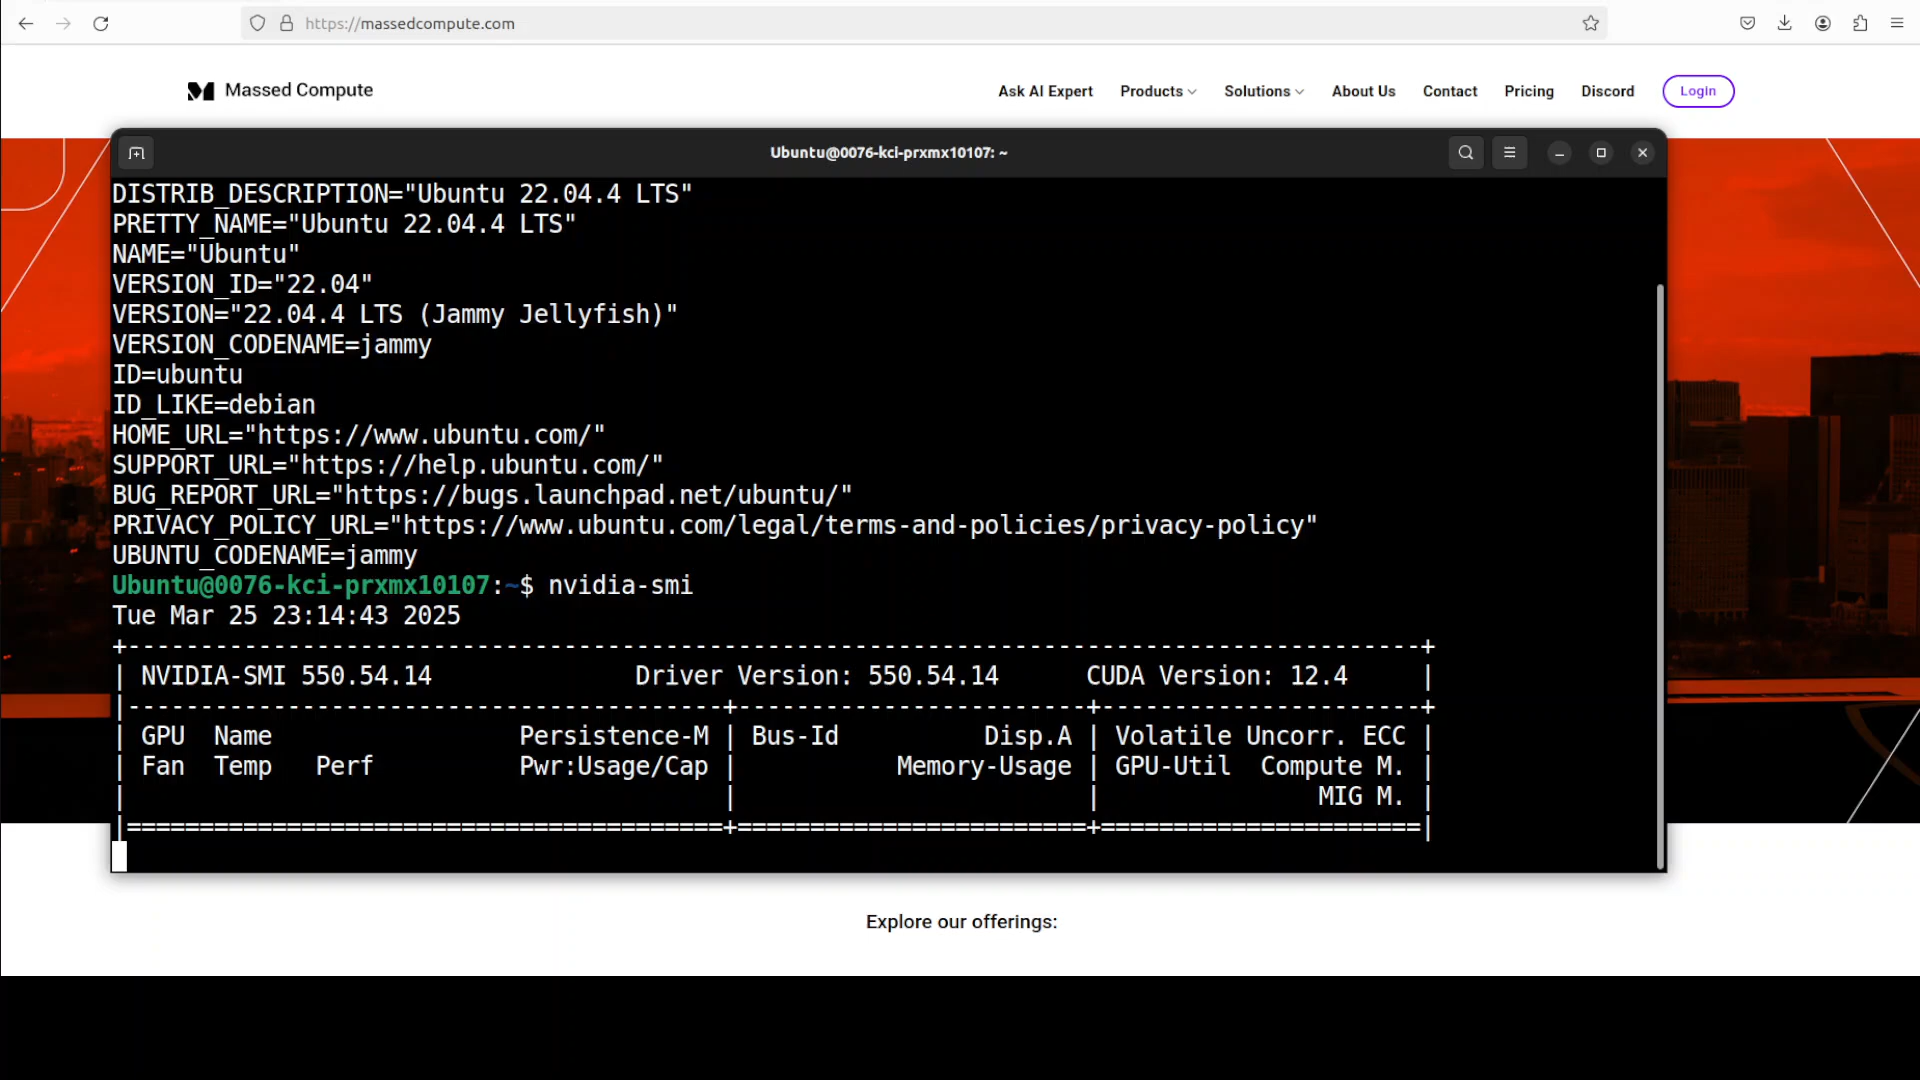 https://massedcompute.com
Massed Compute
Ask AI Expert Products Solutions About Us Contact Pricing Discord Login
Ubuntu@0076-kci-prxmx10107: ~
DISTRIB_DESCRIPTION="Ubuntu 22.04.4 LTS"
PRETTY_NAME="Ubuntu 22.04.4 LTS"
NAME="Ubuntu"
VERSION_ID="22.04"
VERSION="22.04.4 LTS (Jammy Jellyfish)"
VERSION_CODENAME=jammy
ID=ubuntu
ID_LIKE=debian
HOME_URL="https://www.ubuntu.com/"
SUPPORT_URL="https://help.ubuntu.com/"
BUG_REPORT_URL="https://bugs.launchpad.net/ubuntu/"
PRIVACY_POLICY_URL="https://www.ubuntu.com/legal/terms-and-policies/privacy-policy"
UBUNTU_CODENAME=jammy
Ubuntu@0076-kci-prxmx10107:~$ nvidia-smi
Tue Mar 25 23:14:43 2025
+-----------------------------------------------------------------------------------------+
| NVIDIA-SMI 550.54.14              Driver Version: 550.54.14      CUDA Version: 12.4     |
|-----------------------------------------+------------------------+----------------------+
| GPU  Name                 Persistence-M | Bus-Id          Disp.A | Volatile Uncorr. ECC |
| Fan  Temp   Perf          Pwr:Usage/Cap |           Memory-Usage | GPU-Util  Compute M. |
|                                         |                        |               MIG M. |
|=========================================+========================+======================|
Explore our offerings: